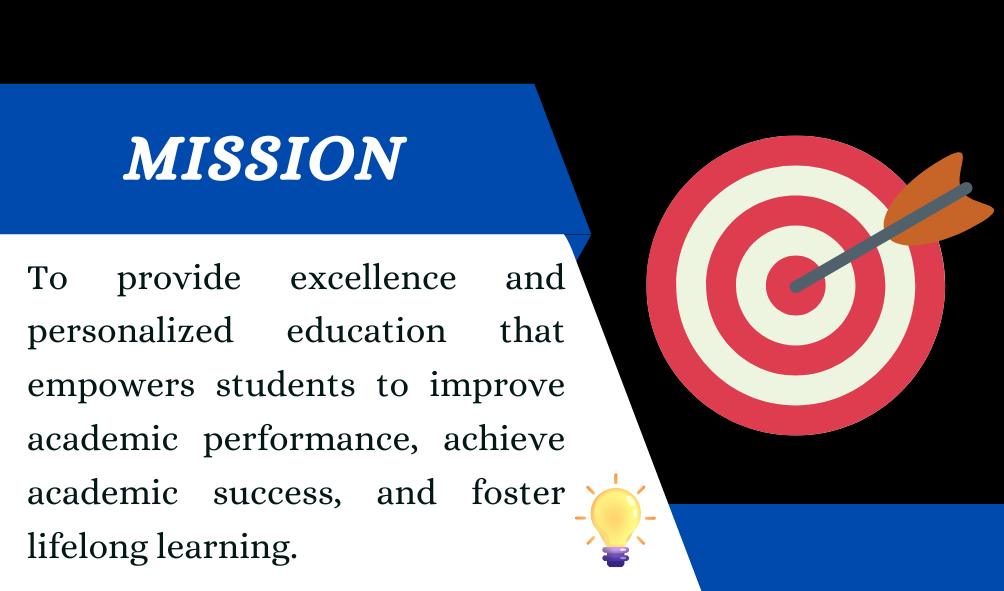 MISSION
To provide excellence and
personalized education that
empowers students to improve
academic performance, achieve
academic success, and foster
lifelong learning.